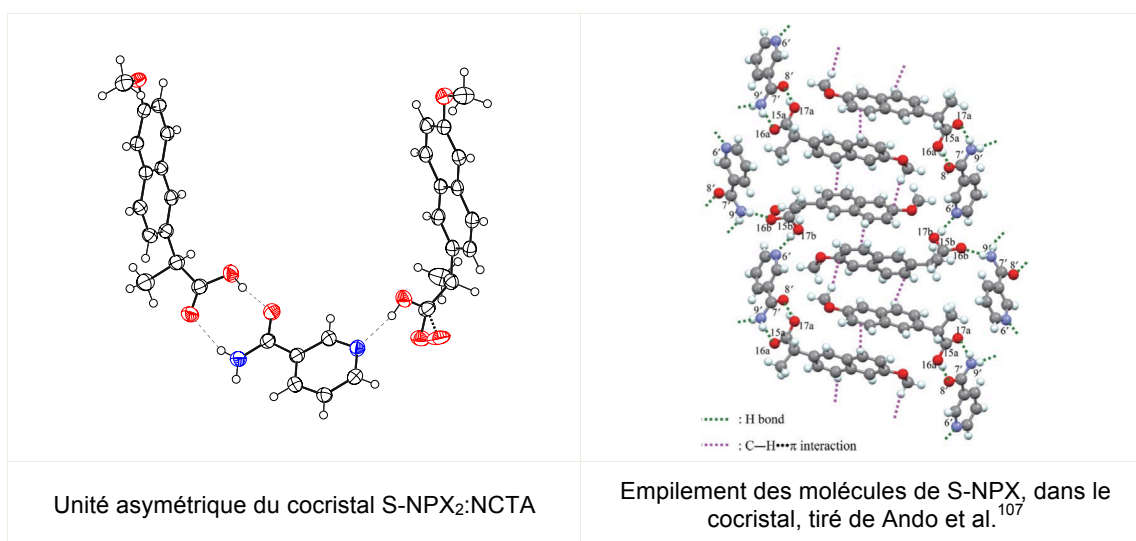 6′
8′
9′ 7′
17a
15a
16a
17a
15a
16a
7′
9′
8′
6′
8′
7′
9′
16b 15b
17b
6′
17b
15b
16b
9′
7′ 8′
6′
8′
9′ 7′
17a
15a
16a
6′
17a
15a
16a
7′
9′
8′
6′
: H bond
: C—H•••π interaction
Unité asymétrique du cocristal S-NPX₂:NCTA
Empilement des molécules de S-NPX, dans le
cocristal, tiré de Ando et al.¹⁰⁷